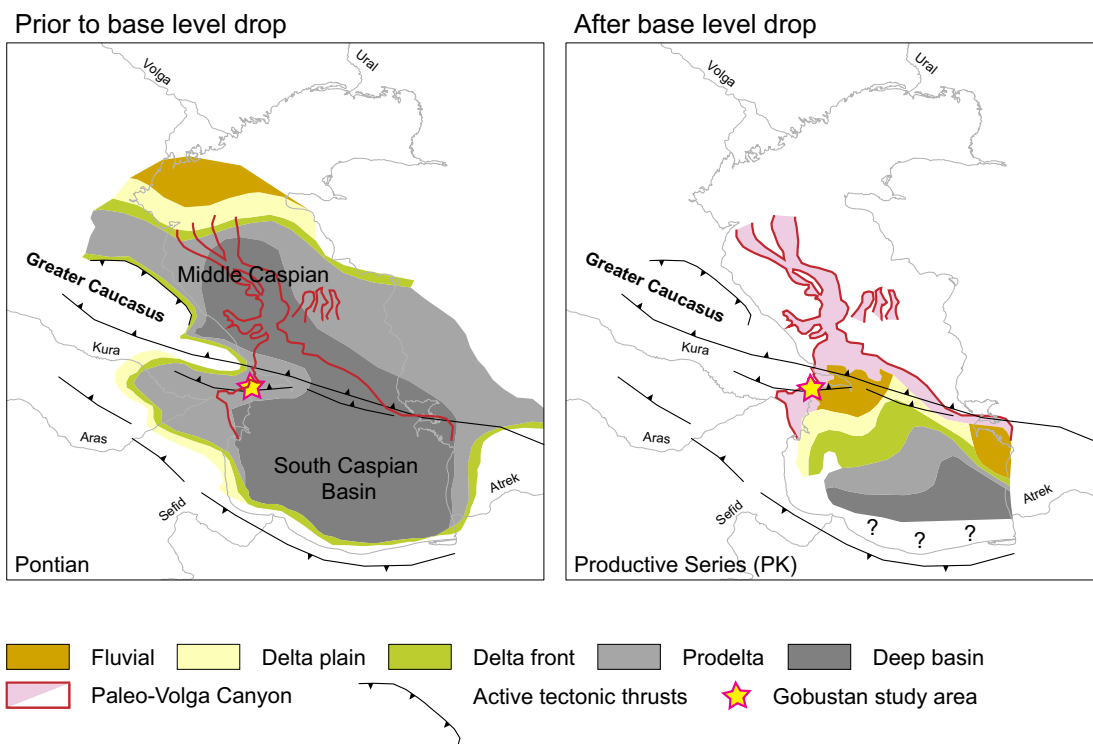 Prior to base level drop
Volga
Ural
Greater Caucasus
Middle Caspian
Kura
Aras
South Caspian
Basin
Atrek
Sefid
Pontian
After base level drop
Volga
Ural
Greater Caucasus
Kura
Aras
Atrek
Sefid
? ? ?
Productive Series (PK)
Fluvial
Delta plain
Delta front
Prodelta
Deep basin
Paleo-Volga Canyon
Active tectonic thrusts
Gobustan study area